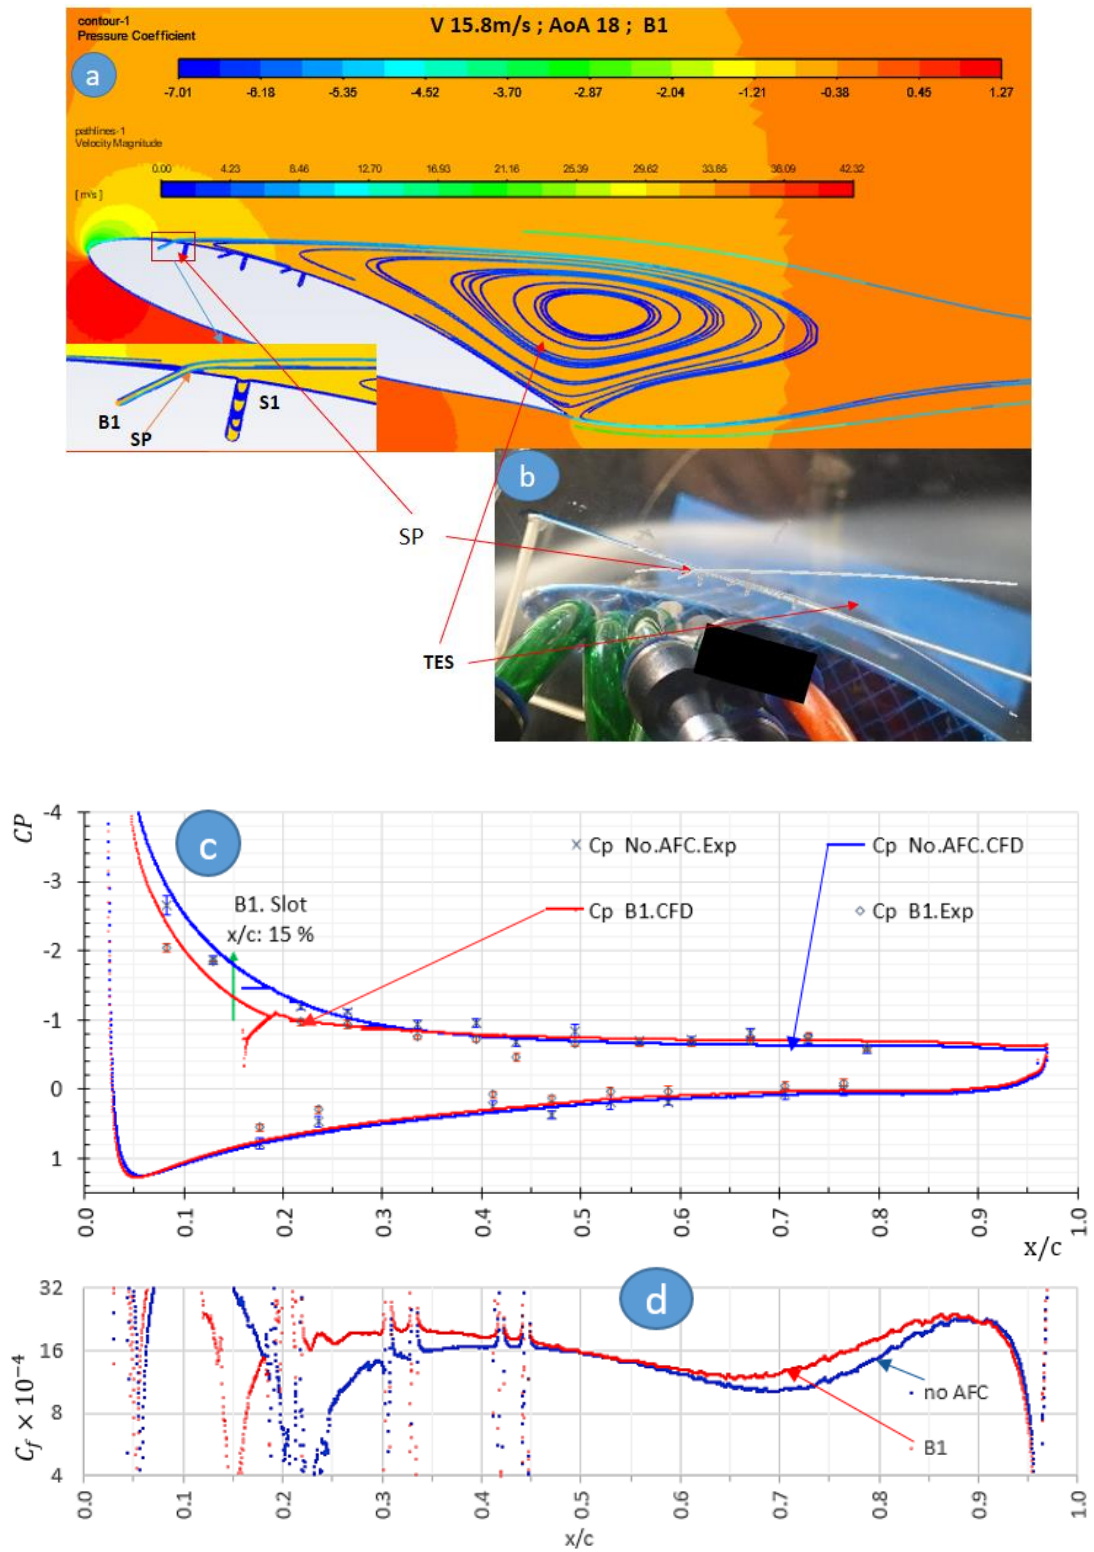 contour-1
Pressure Coefficient
V 15.8m/s ; AoA 18 ; B1
a
-7.01 -6.18 -5.35 -4.52 -3.70 -2.87 -2.04 -1.21 -0.38 0.45 1.27
pathlines-1
Velocity Magnitude
0.00 4.23 8.46 12.70 16.93 21.16 25.39 29.62 33.85 38.09 42.32
[ m/s ]
B1
SP
S1
b
SP
TES
CP
c
-4
-3
-2
-1
0
1
Cp No.AFC.Exp
Cp No.AFC.CFD
B1. Slot
x/c: 15 %
Cp B1.CFD
Cp B1.Exp
0.0 0.1 0.2 0.3 0.4 0.5 0.6 0.7 0.8 0.9 1.0
x/c
d
32
16
8
4
C_f × 10⁻⁴
no AFC
B1
0.0 0.1 0.2 0.3 0.4 0.5 0.6 0.7 0.8 0.9 1.0
x/c